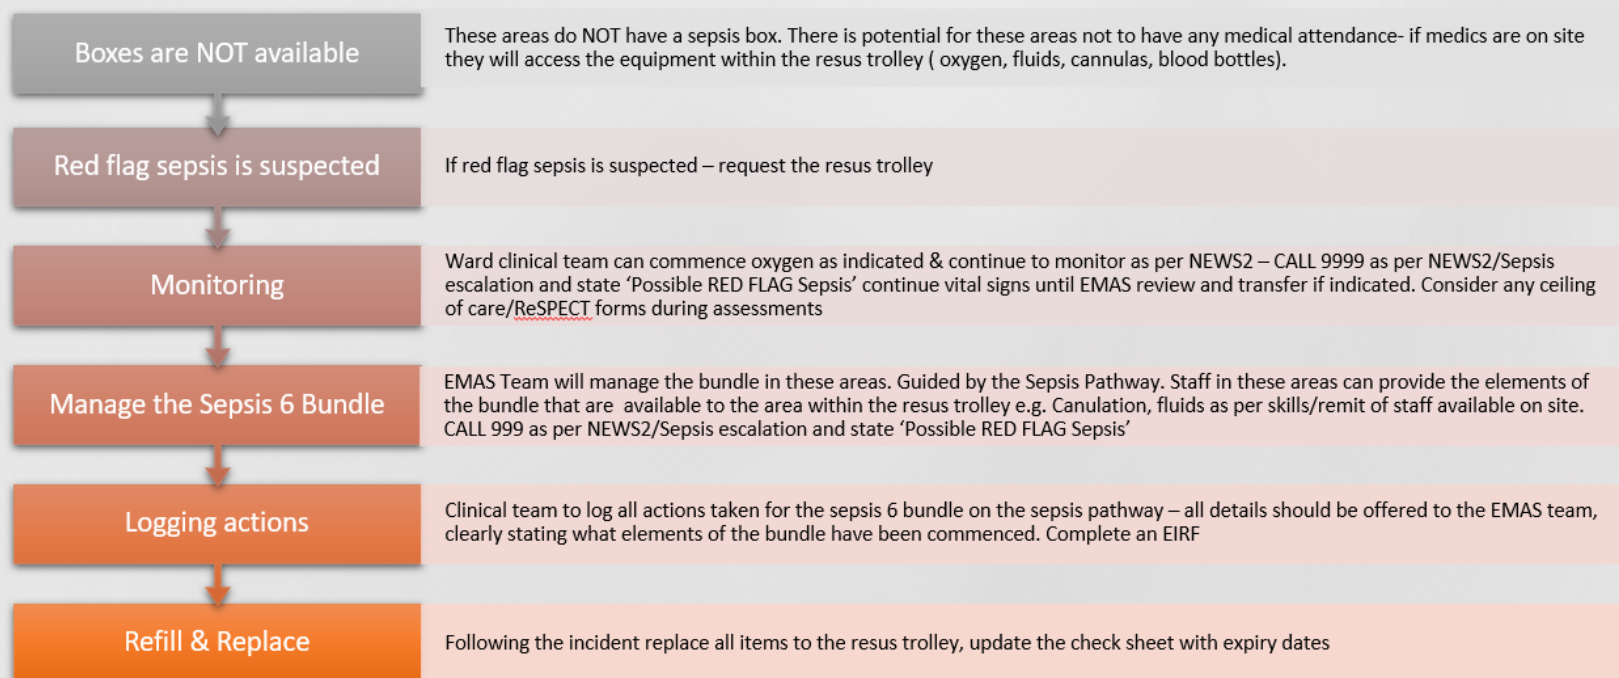 Boxes are NOT available
These areas do NOT have a sepsis box. There is potential for these areas not to have any medical attendance- if medics are on site
they will access the equipment within the resus trolley ( oxygen, fluids, cannulas, blood bottles).
Red flag sepsis is suspected
If red flag sepsis is suspected – request the resus trolley
Monitoring
Ward clinical team can commence oxygen as indicated & continue to monitor as per NEWS2 – CALL 9999 as per NEWS2/Sepsis
escalation and state ‘Possible RED FLAG Sepsis’ continue vital signs until EMAS review and transfer if indicated. Consider any ceiling
of care/ReSPECT forms during assessments
Manage the Sepsis 6 Bundle
EMAS Team will manage the bundle in these areas. Guided by the Sepsis Pathway. Staff in these areas can provide the elements of
the bundle that are  available to the area within the resus trolley e.g. Canulation, fluids as per skills/remit of staff available on site.
CALL 999 as per NEWS2/Sepsis escalation and state ‘Possible RED FLAG Sepsis’
Logging actions
Clinical team to log all actions taken for the sepsis 6 bundle on the sepsis pathway – all details should be offered to the EMAS team,
clearly stating what elements of the bundle have been commenced. Complete an EIRF
Refill & Replace
Following the incident replace all items to the resus trolley, update the check sheet with expiry dates